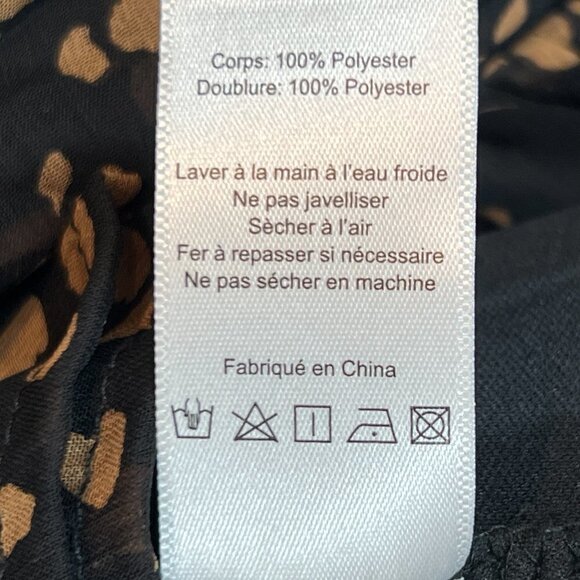 Corps: 100% Polyester
Doublure: 100% Polyester
Laver à la main à l'eau froide
Ne pas javelliser
Sècher à l'air
Fer à repasser si nécessaire
Ne pas sécher en machine
Fabriqué en China